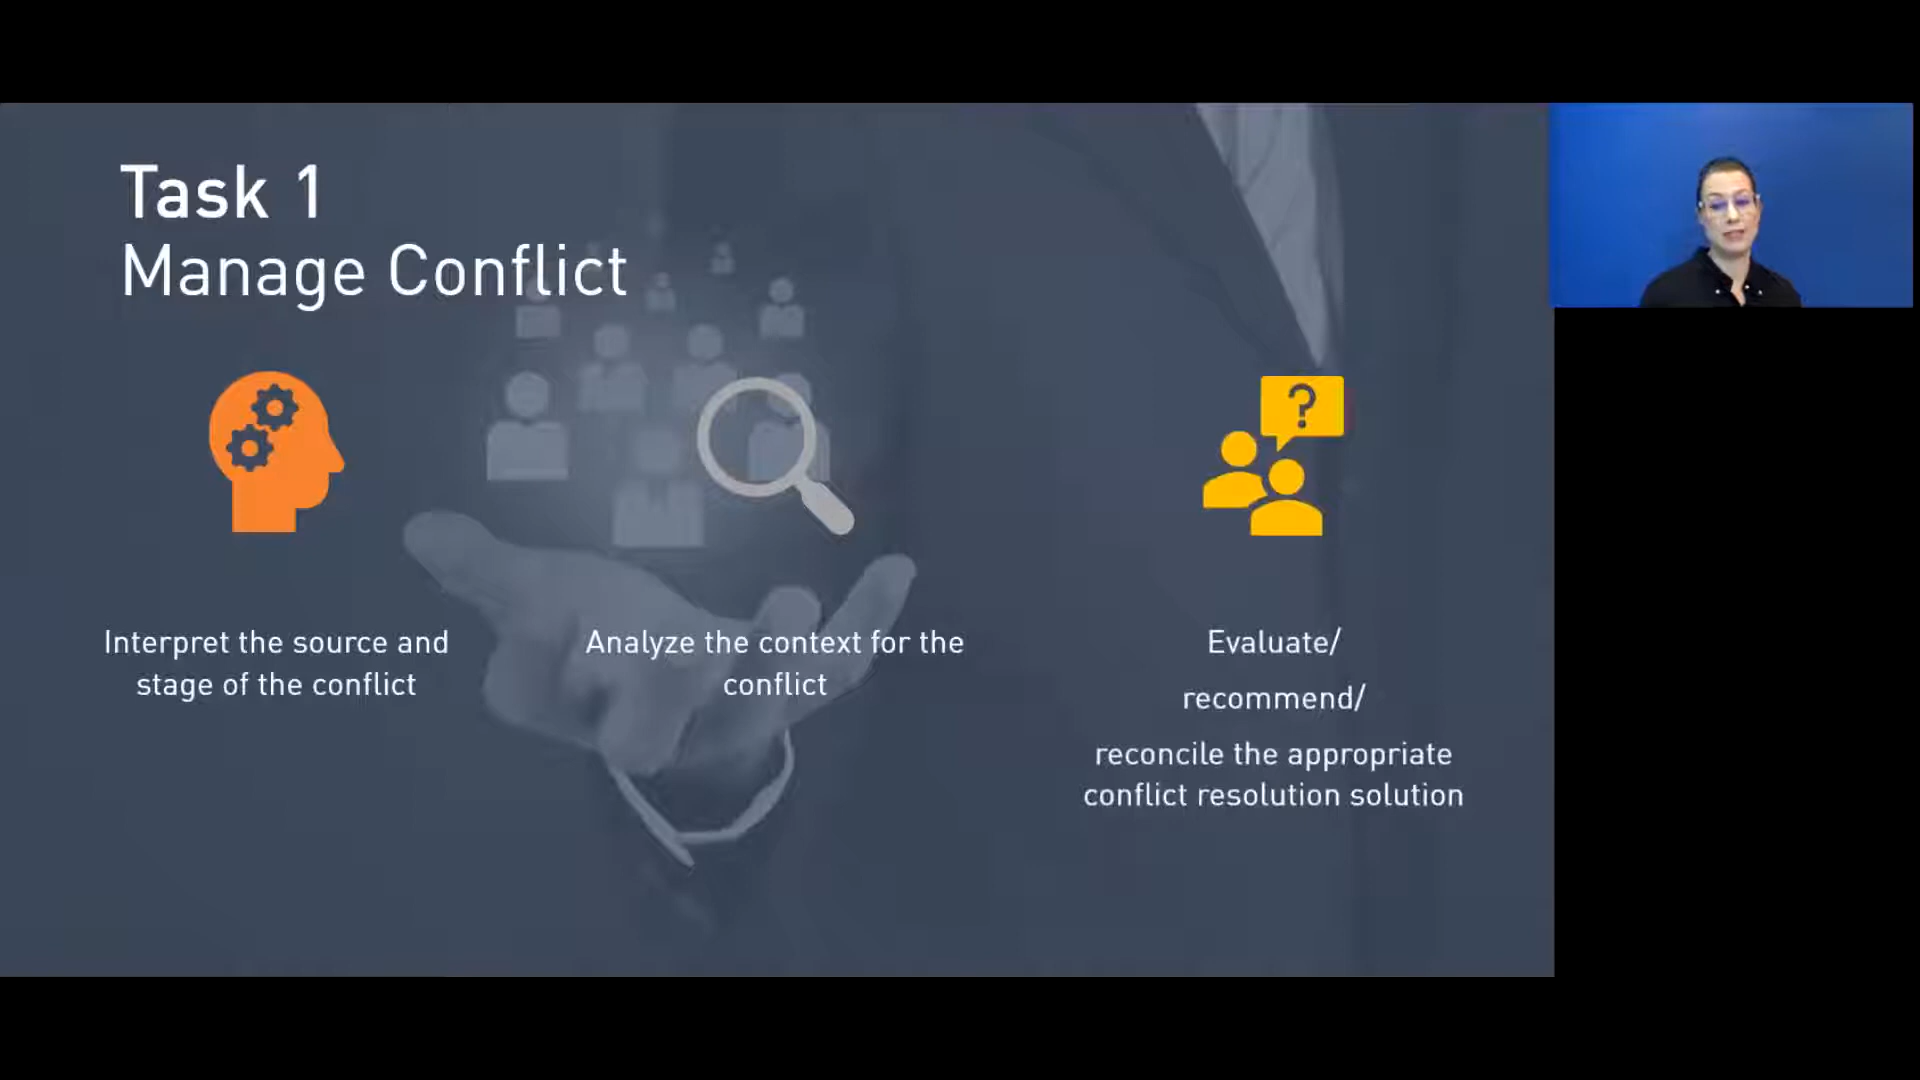 Task 1
Manage Conflict
?
Interpret the source and
stage of the conflict
Analyze the context for the
conflict
Evaluate/
recommend/
reconcile the appropriate
conflict resolution solution